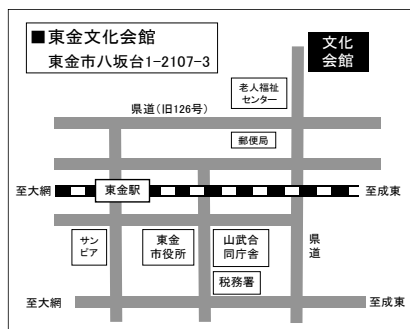 ■東金文化会館
東金市八坂台1-2107-3
文化
会館
老人福祉
センター
県道(旧126号)
郵便局
至大網
東金駅
至成東
サン
ピア
東金
市役所
山武合
同庁舎
県
道
税務署
至大網
至成東